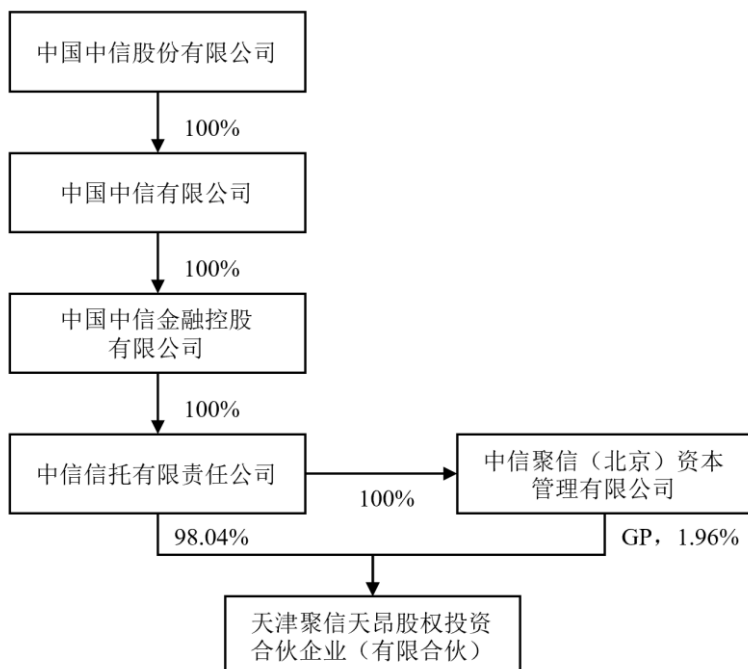 中国中信股份有限公司
100%
中国中信有限公司
100%
中国中信金融控股
有限公司
100%
中信信托有限责任公司
100%
中信聚信（北京）资本
管理有限公司
98.04%
GP，1.96%
天津聚信天昂股权投资
合伙企业（有限合伙）